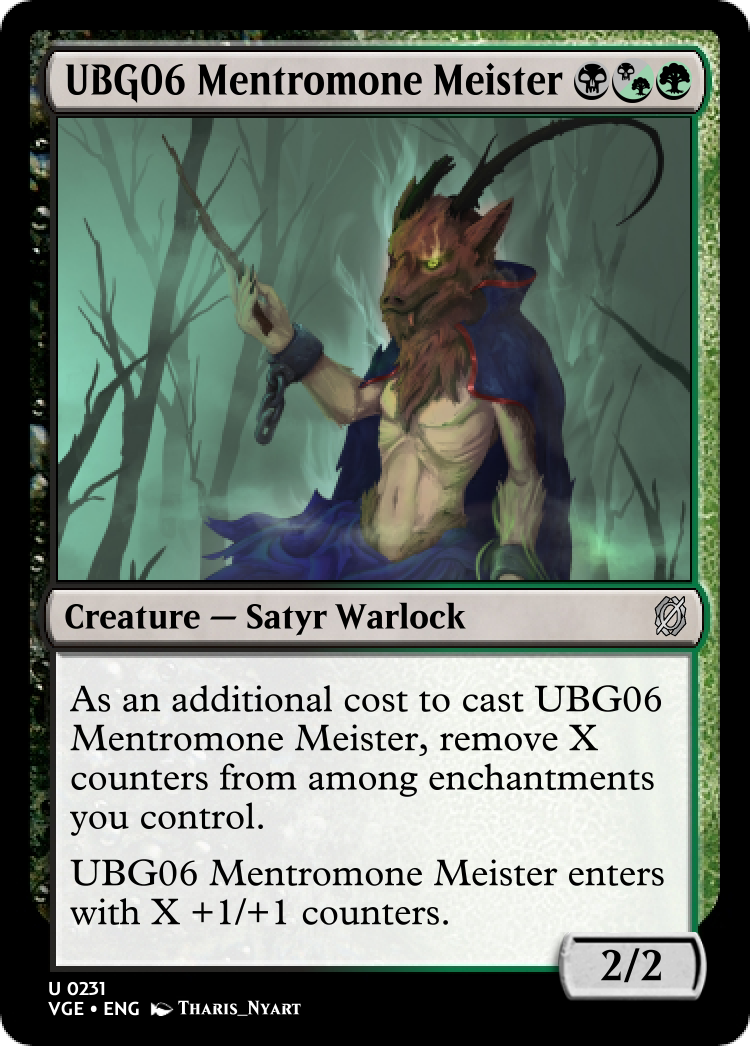 UBG06 Mentromone Meister
Creature — Satyr Warlock
As an additional cost to cast UBG06
Mentromone Meister, remove X
counters from among enchantments
you control.
UBG06 Mentromone Meister enters
with X +1/+1 counters.
2/2
U 0231
VGE • ENG Tharis_Nyart